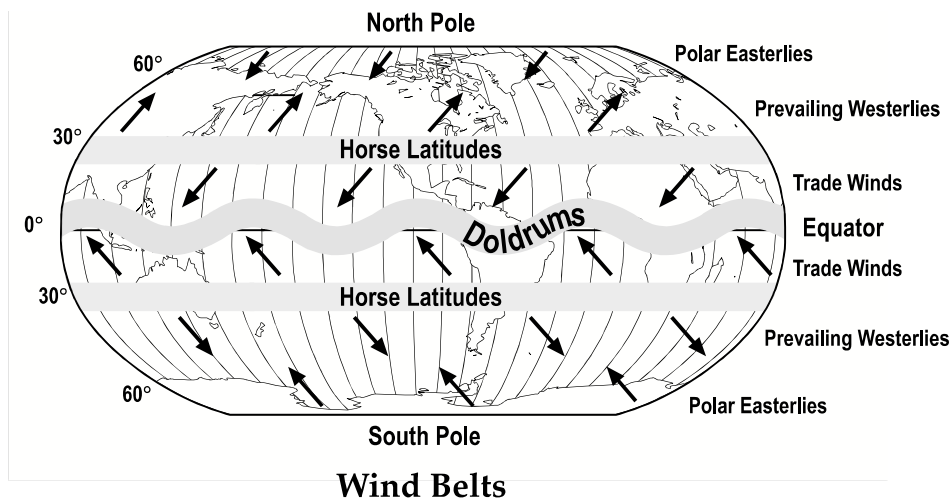 North Pole
Polar Easterlies
60°
Prevailing Westerlies
30°
Horse Latitudes
Trade Winds
0°
Doldrums
Equator
Trade Winds
30°
Horse Latitudes
Prevailing Westerlies
60°
Polar Easterlies
South Pole
Wind Belts